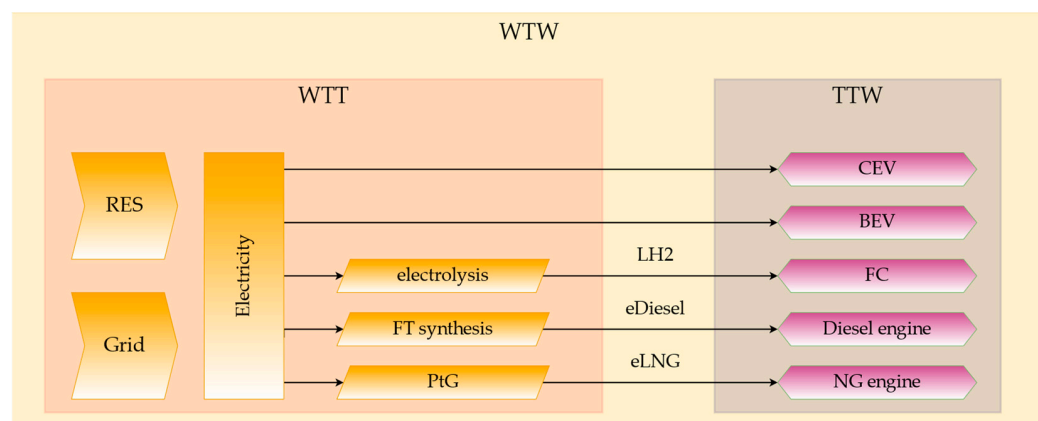 WTW
WTT
TTW
RES
Grid
Electricity
CEV
BEV
electrolysis
LH2
FC
FT synthesis
eDiesel
Diesel engine
PtG
eLNG
NG engine